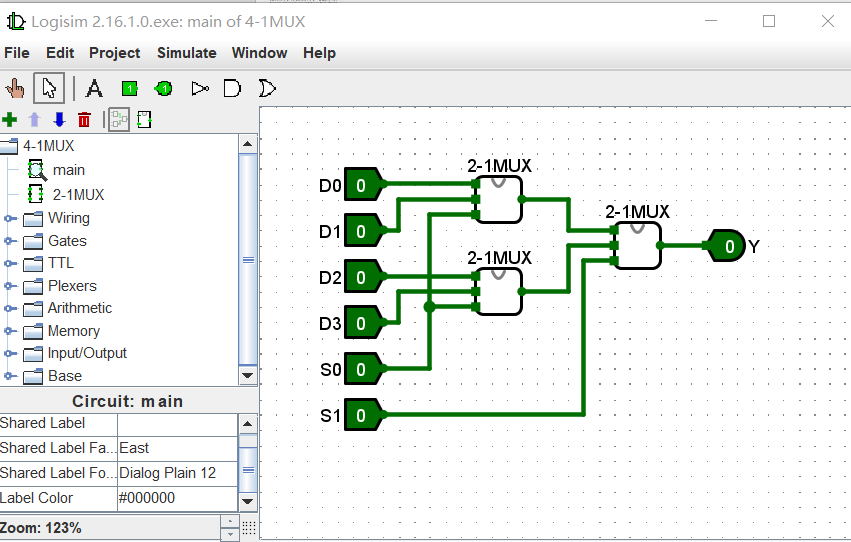 Logisim 2.16.1.0.exe: main of 4-1MUX
File Edit Project Simulate Window Help
A 1 1
4-1MUX
main
2-1MUX
Wiring
Gates
TTL
Plexers
Arithmetic
Memory
Input/Output
Base
Circuit: main
Shared Label
Shared Label Fa... East
Shared Label Fo... Dialog Plain 12
Label Color #000000
Zoom: 123%
2-1MUX
D0 0
2-1MUX
D1 0
0 Y
2-1MUX
D2 0
D3 0
S0 0
S1 0